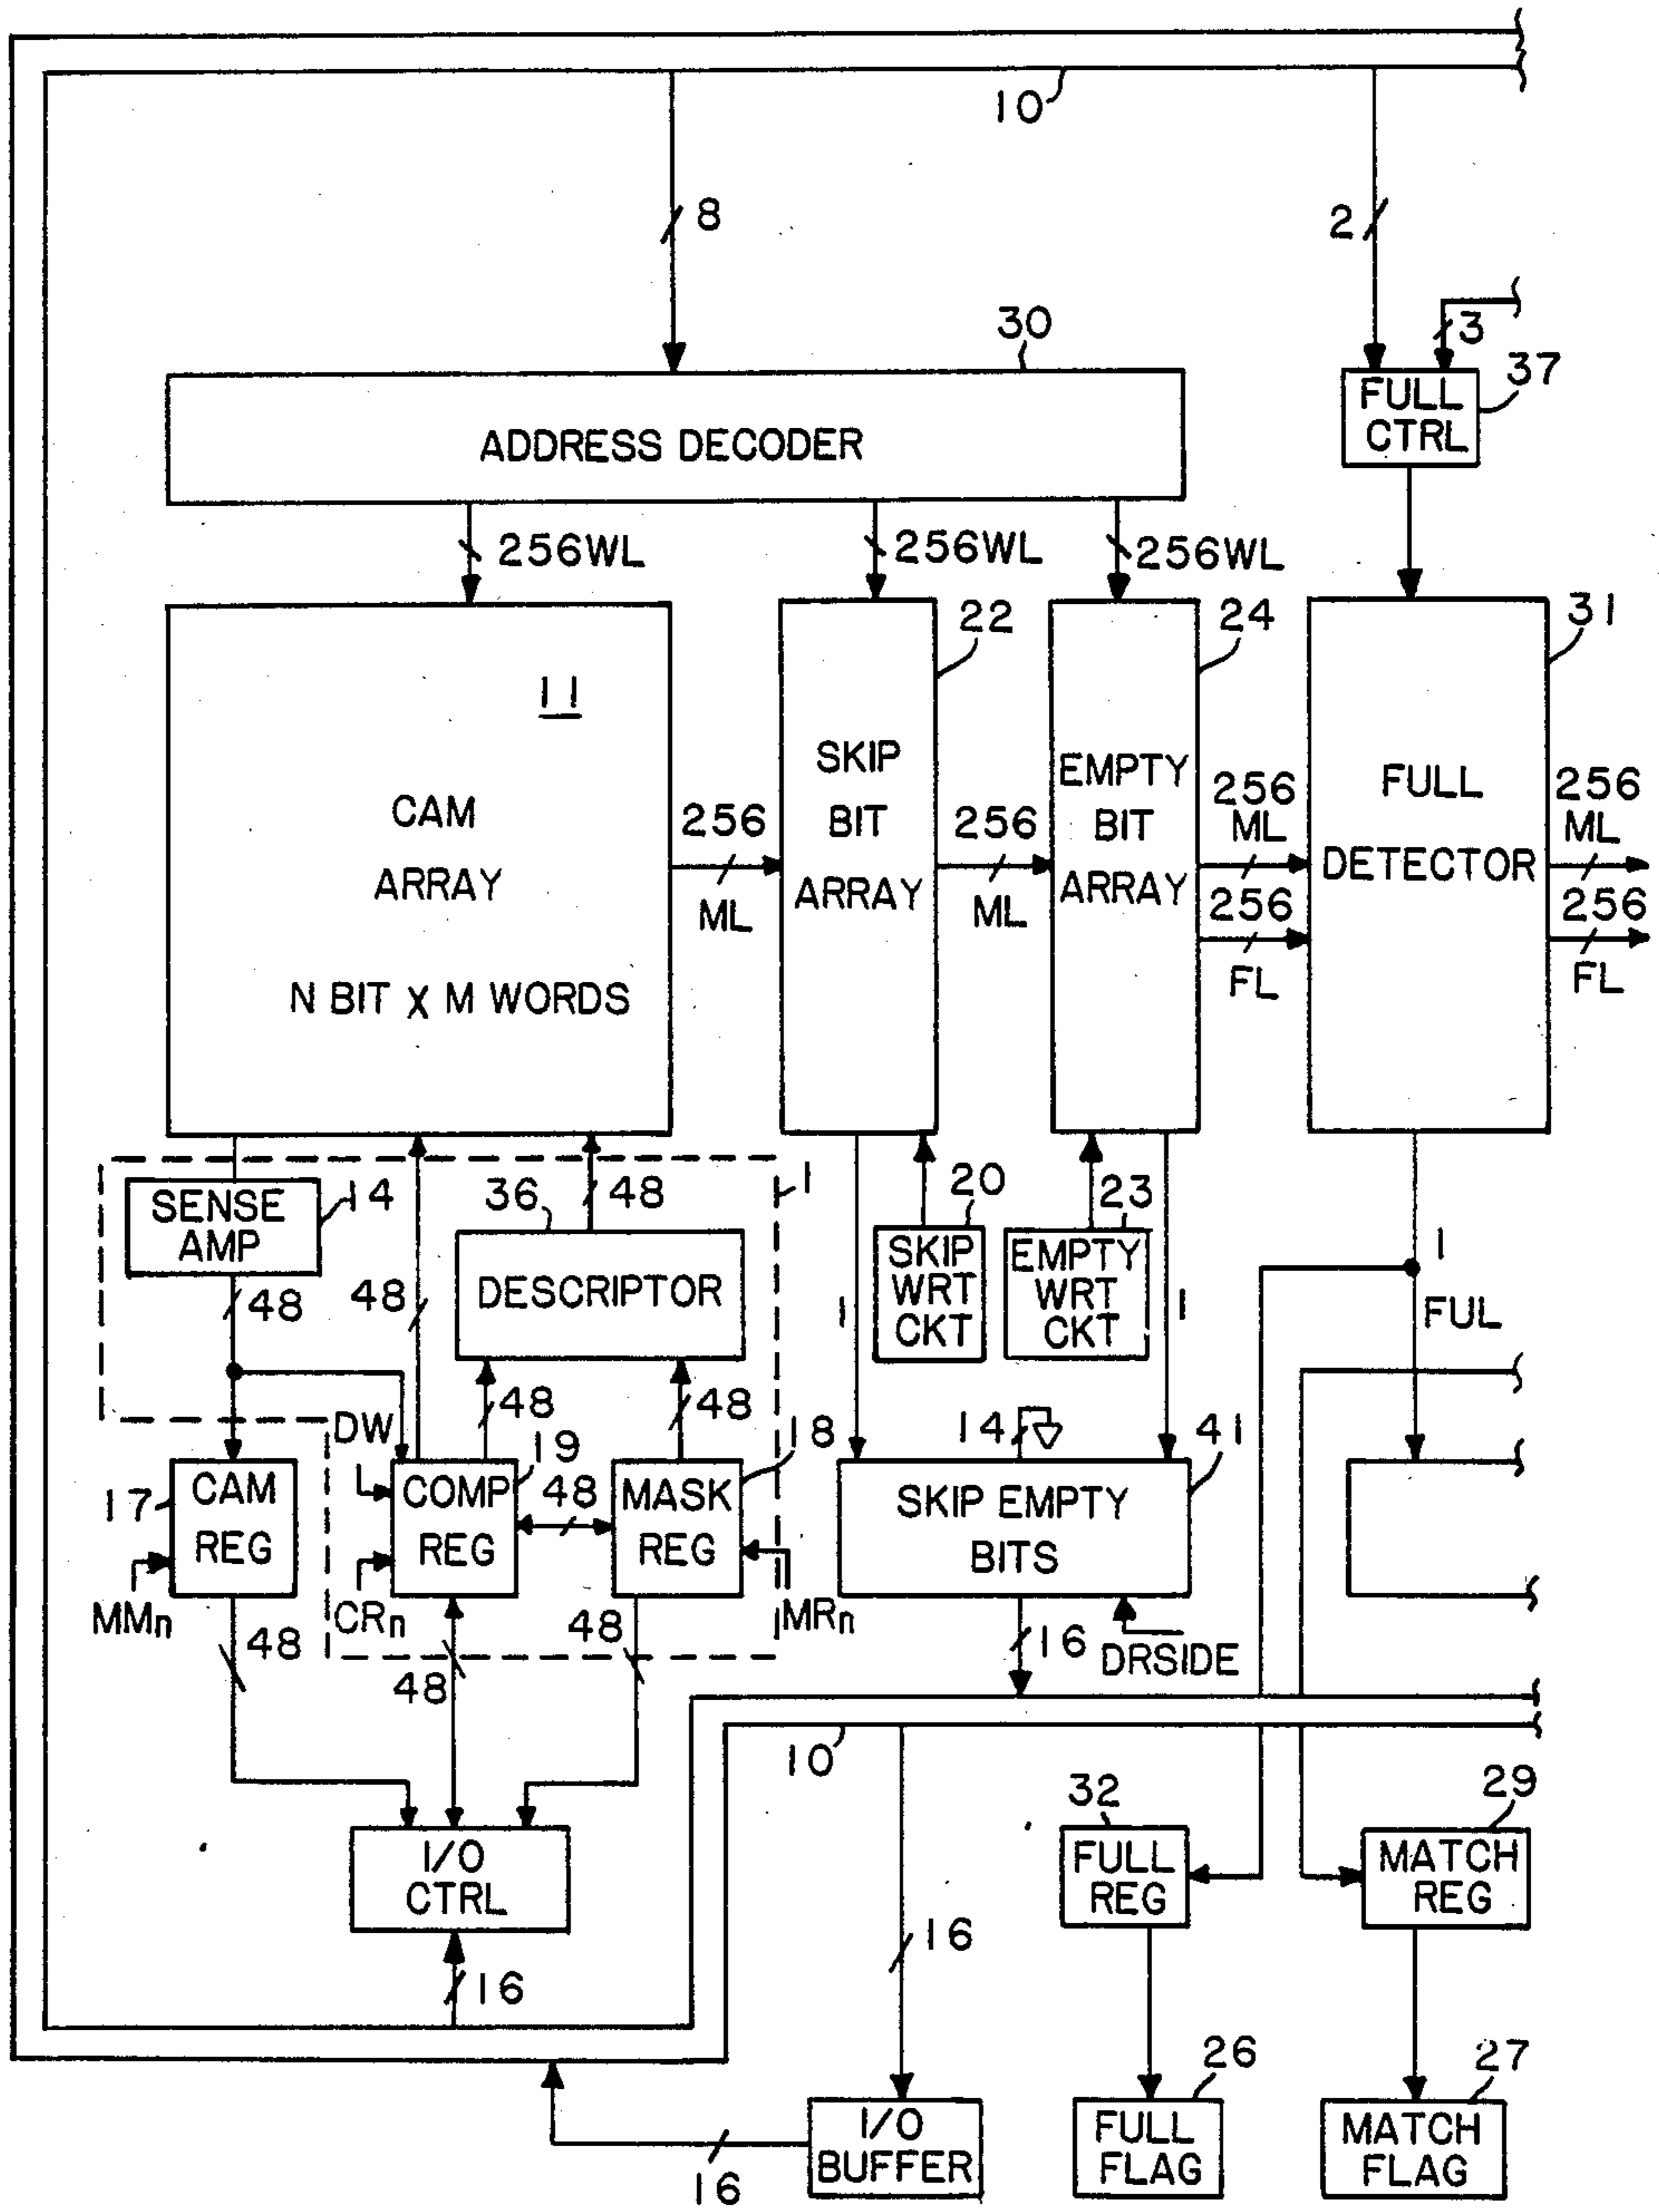 10
8
2
3
30
37
FULL
CTRL
ADDRESS DECODER
256WL
256WL
256WL
22
24
31
11
CAM
ARRAY
N BIT X M WORDS
256
ML
SKIP
BIT
ARRAY
256
ML
EMPTY
BIT
ARRAY
256
ML
256
FL
FULL
DETECTOR
256
ML
256
FL
SENSE
AMP
14
36
48
1
20
23
48
48
DESCRIPTOR
1
SKIP
WRT
CKT
EMPTY
WRT
CKT
1
1
FUL
48
48
DW
19
18
14
41
17
CAM
REG
COMP
REG
48
MASK
REG
SKIP EMPTY
BITS
MMn
CRn
MRn
48
48
48
16
DRSIDE
10
32
29
I/O
CTRL
FULL
REG
MATCH
REG
16
16
26
27
I/O
BUFFER
FULL
FLAG
MATCH
FLAG
16